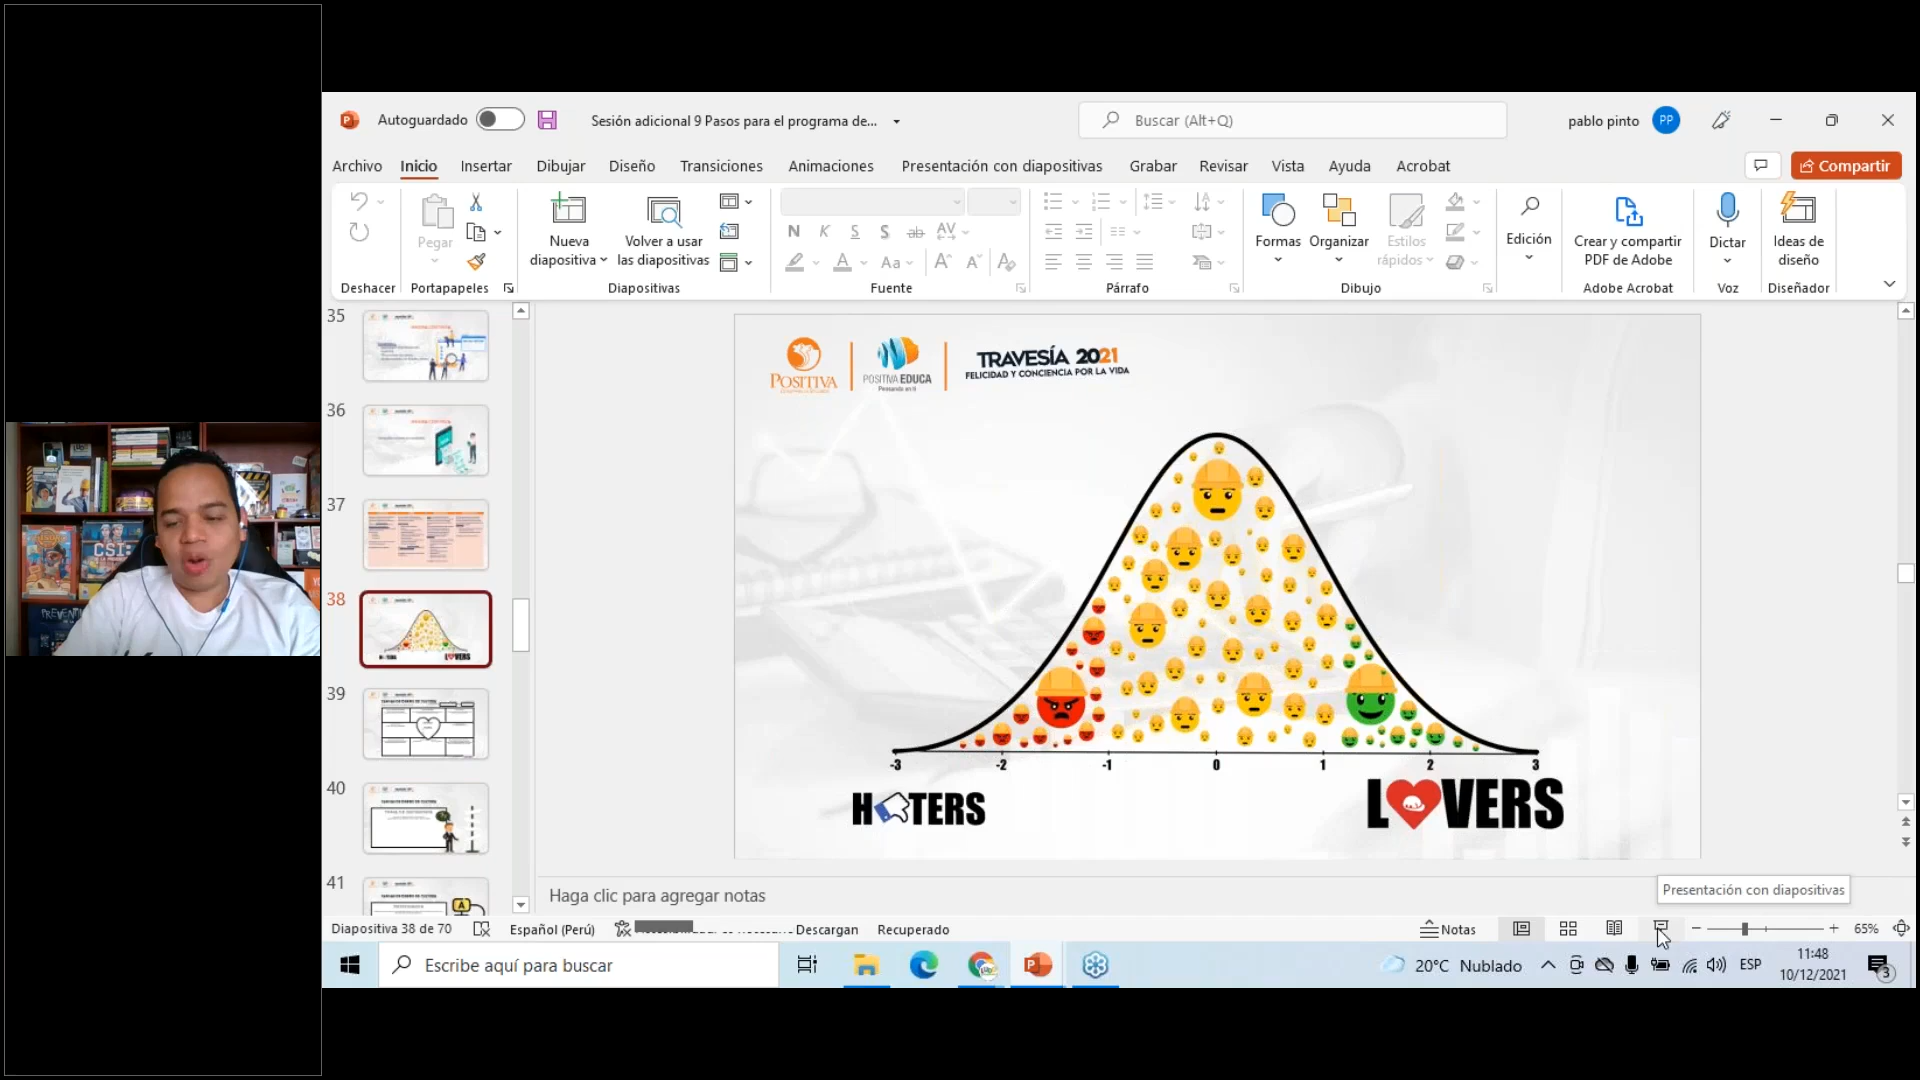 Autoguardado
Sesión adicional 9 Pasos para el programa de...
Buscar (Alt+Q)
pablo pinto
PP
Archivo
Inicio
Insertar
Dibujar
Diseño
Transiciones
Animaciones
Presentación con diapositivas
Grabar
Revisar
Vista
Ayuda
Acrobat
Compartir
Pegar
Nueva
diapositiva
Volver a usar
las diapositivas
Formas
Organizar
Estilos
rápidos
Edición
Crear y compartir
PDF de Adobe
Dictar
Ideas de
diseño
Deshacer
Portapapeles
Diapositivas
Fuente
Párrafo
Dibujo
Adobe Acrobat
Voz
Diseñador
35
36
37
38
39
40
41
POSITIVA
POSITIVA EDUCA
Pensando en ti
TRAVESÍA 2021
FELICIDAD Y CONCIENCIA POR LA VIDA
-3
-2
-1
0
1
2
3
HATERS
LOVERS
CSI:
PREVENTI
Haga clic para agregar notas
Presentación con diapositivas
Diapositiva 38 de 70
Español (Perú)
Descargan
Recuperado
Notas
65%
Escribe aquí para buscar
20°C Nublado
ESP
11:48
10/12/2021
3